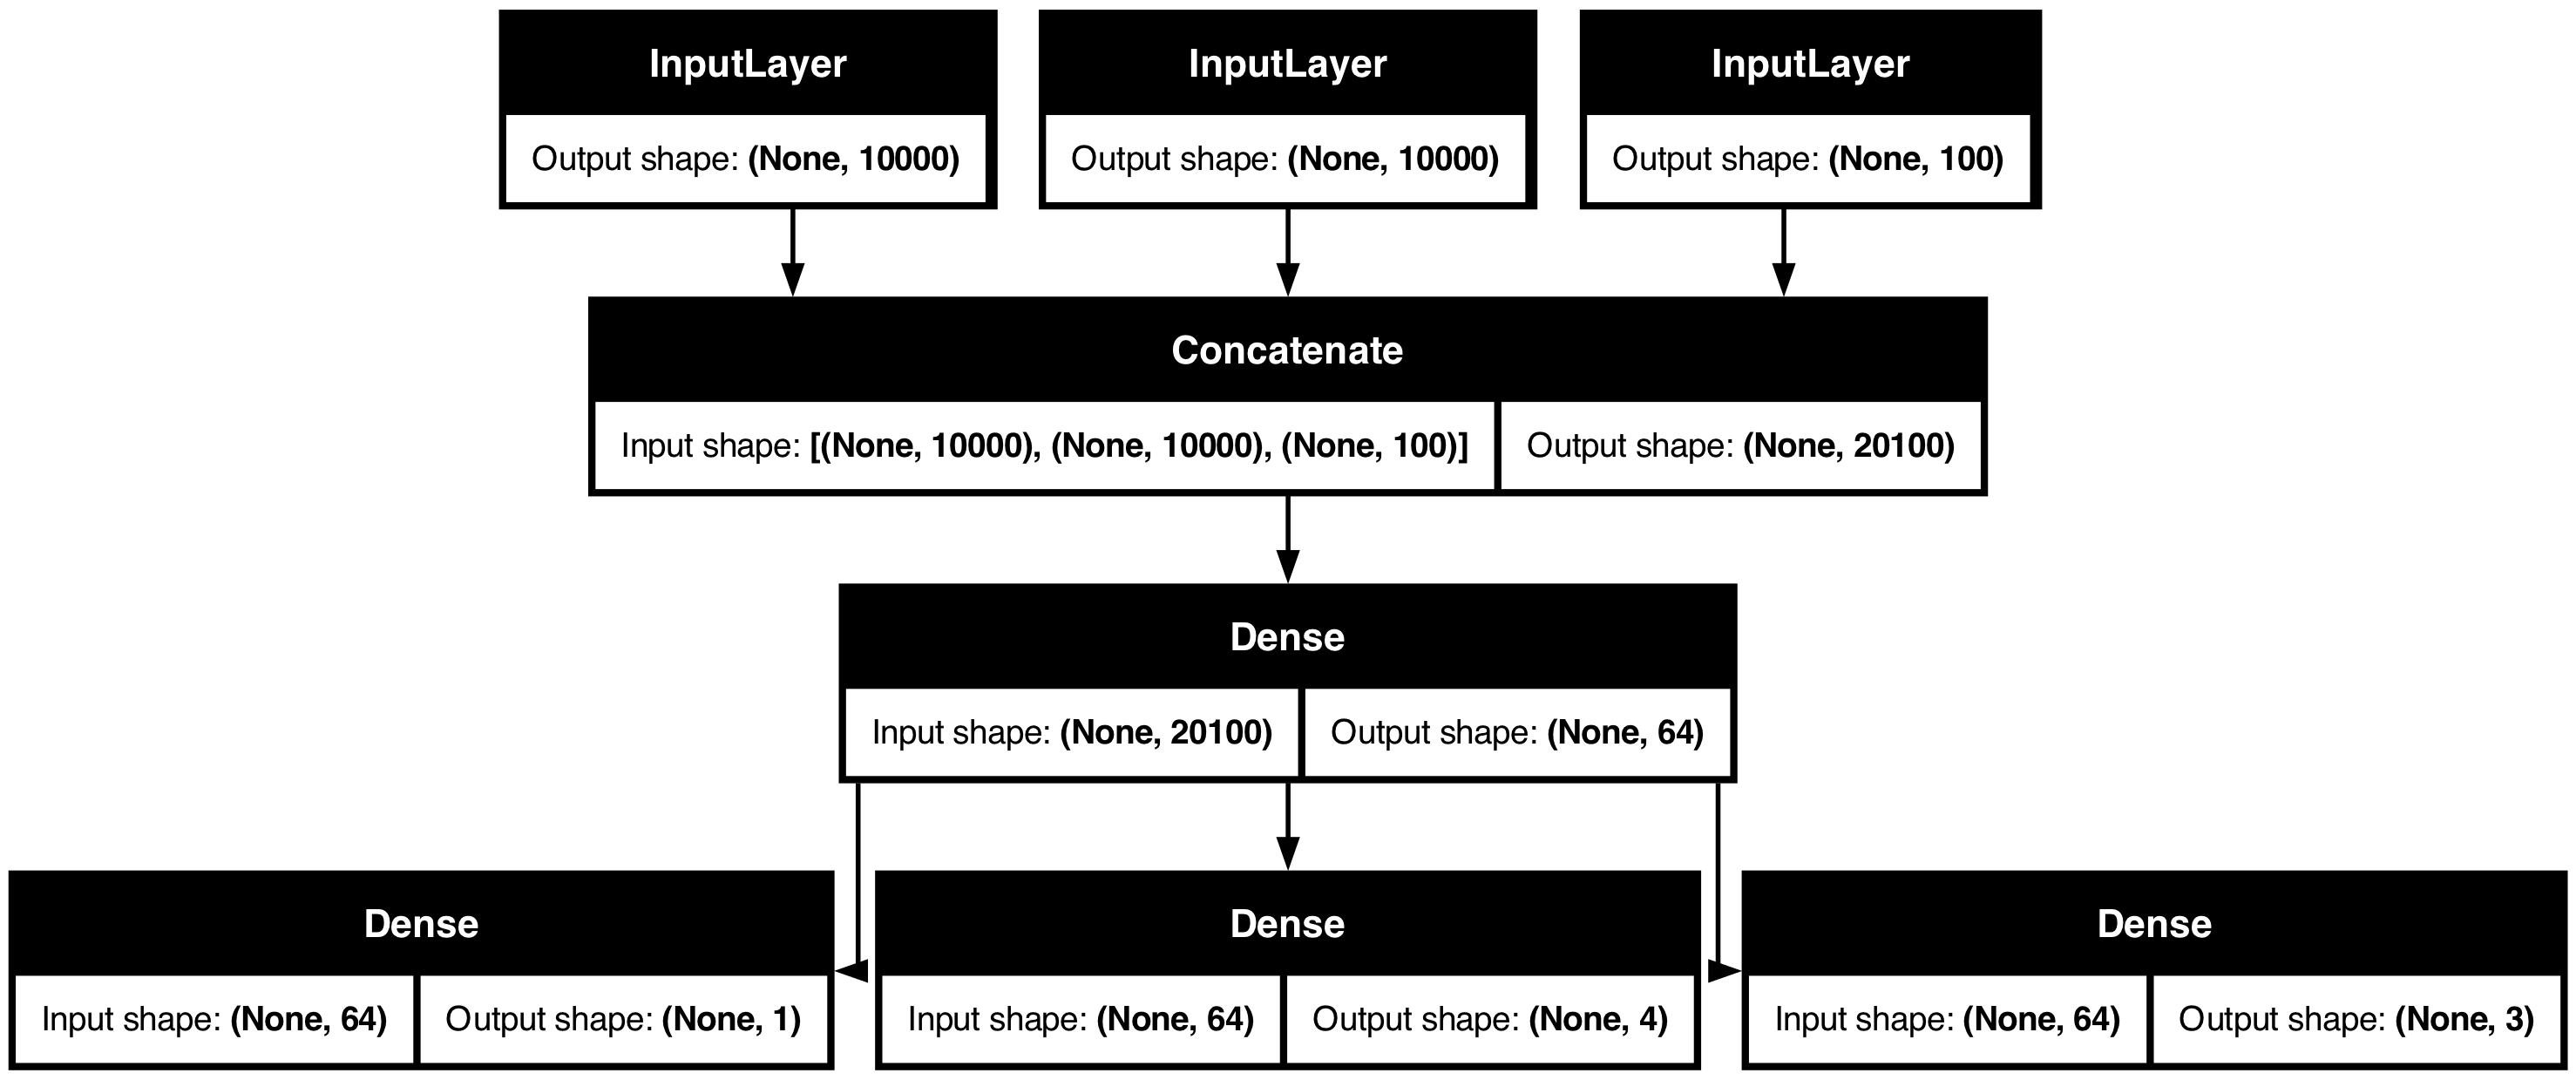 InputLayer
Output shape: (None, 10000)
InputLayer
Output shape: (None, 10000)
InputLayer
Output shape: (None, 100)
Concatenate
Input shape: [(None, 10000), (None, 10000), (None, 100)]
Output shape: (None, 20100)
Dense
Input shape: (None, 20100)
Output shape: (None, 64)
Dense
Input shape: (None, 64)
Output shape: (None, 1)
Dense
Input shape: (None, 64)
Output shape: (None, 4)
Dense
Input shape: (None, 64)
Output shape: (None, 3)